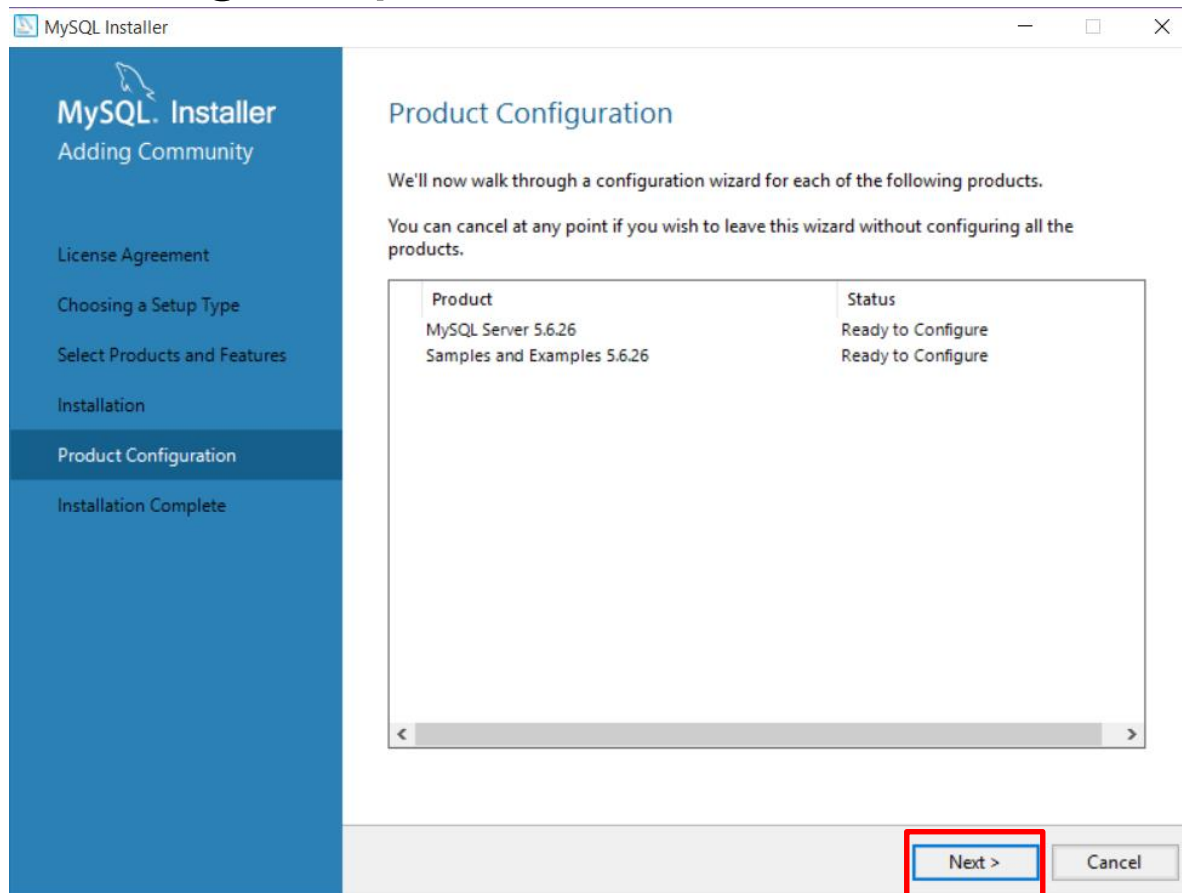 MySQL Installer
MySQL. Installer
Adding Community
License Agreement
Choosing a Setup Type
Select Products and Features
Installation
Product Configuration
Installation Complete
Product Configuration
We'll now walk through a configuration wizard for each of the following products.
You can cancel at any point if you wish to leave this wizard without configuring all the
products.
Product Status
MySQL Server 5.6.26 Ready to Configure
Samples and Examples 5.6.26 Ready to Configure
Next > Cancel